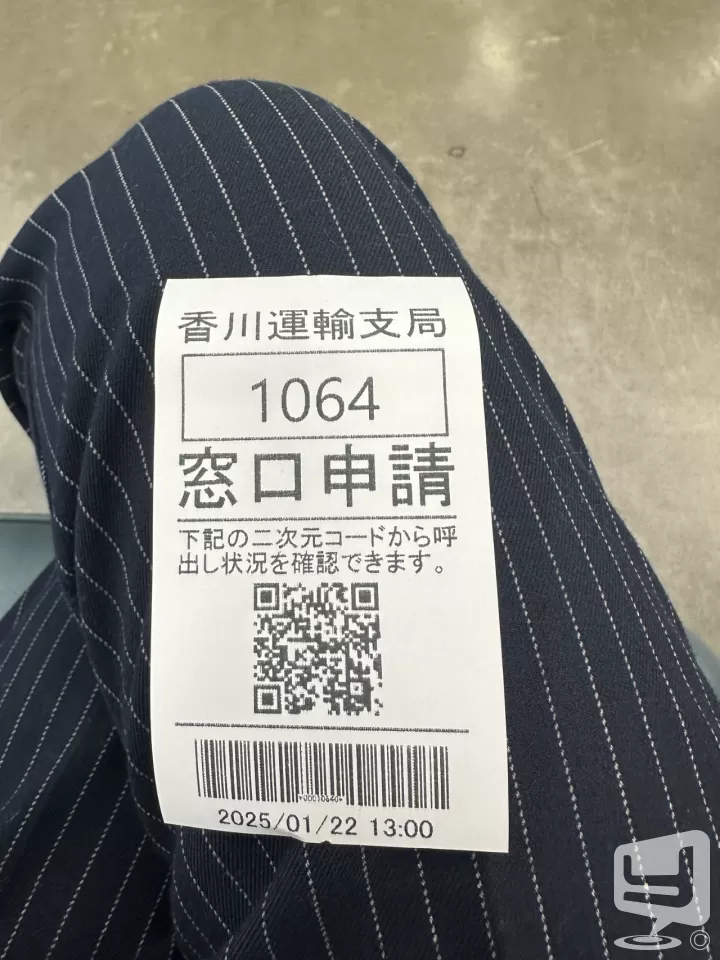 香川運輸支局
1064
窓口申請
下記の二次元コードから呼
出し状況を確認できます。
2025/01/22 13:00